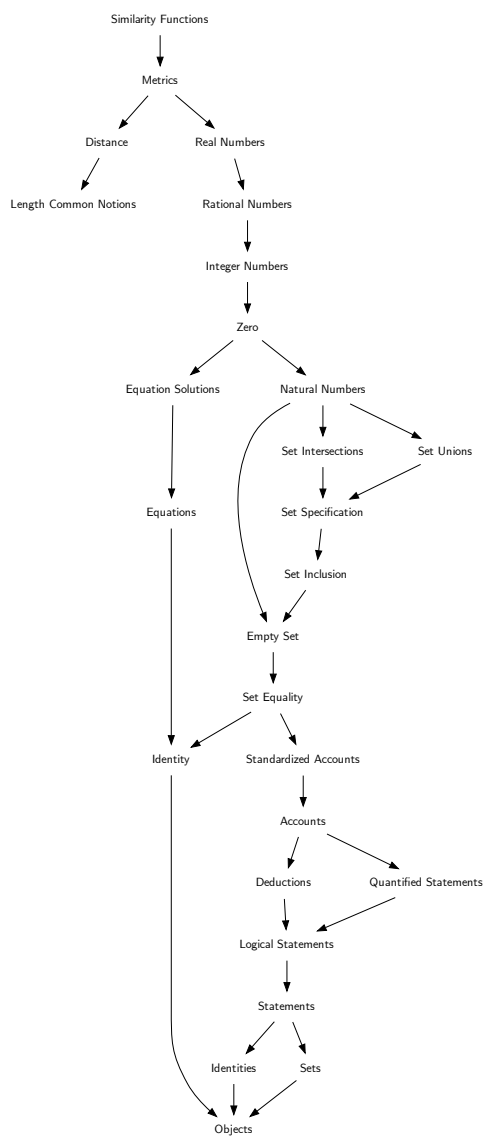 Similarity Functions
Metrics
Distance
Real Numbers
Length Common Notions
Rational Numbers
Integer Numbers
Zero
Equation Solutions
Natural Numbers
Set Intersections
Set Unions
Equations
Set Specification
Set Inclusion
Empty Set
Set Equality
Identity
Standardized Accounts
Accounts
Deductions
Quantified Statements
Logical Statements
Statements
Identities
Sets
Objects